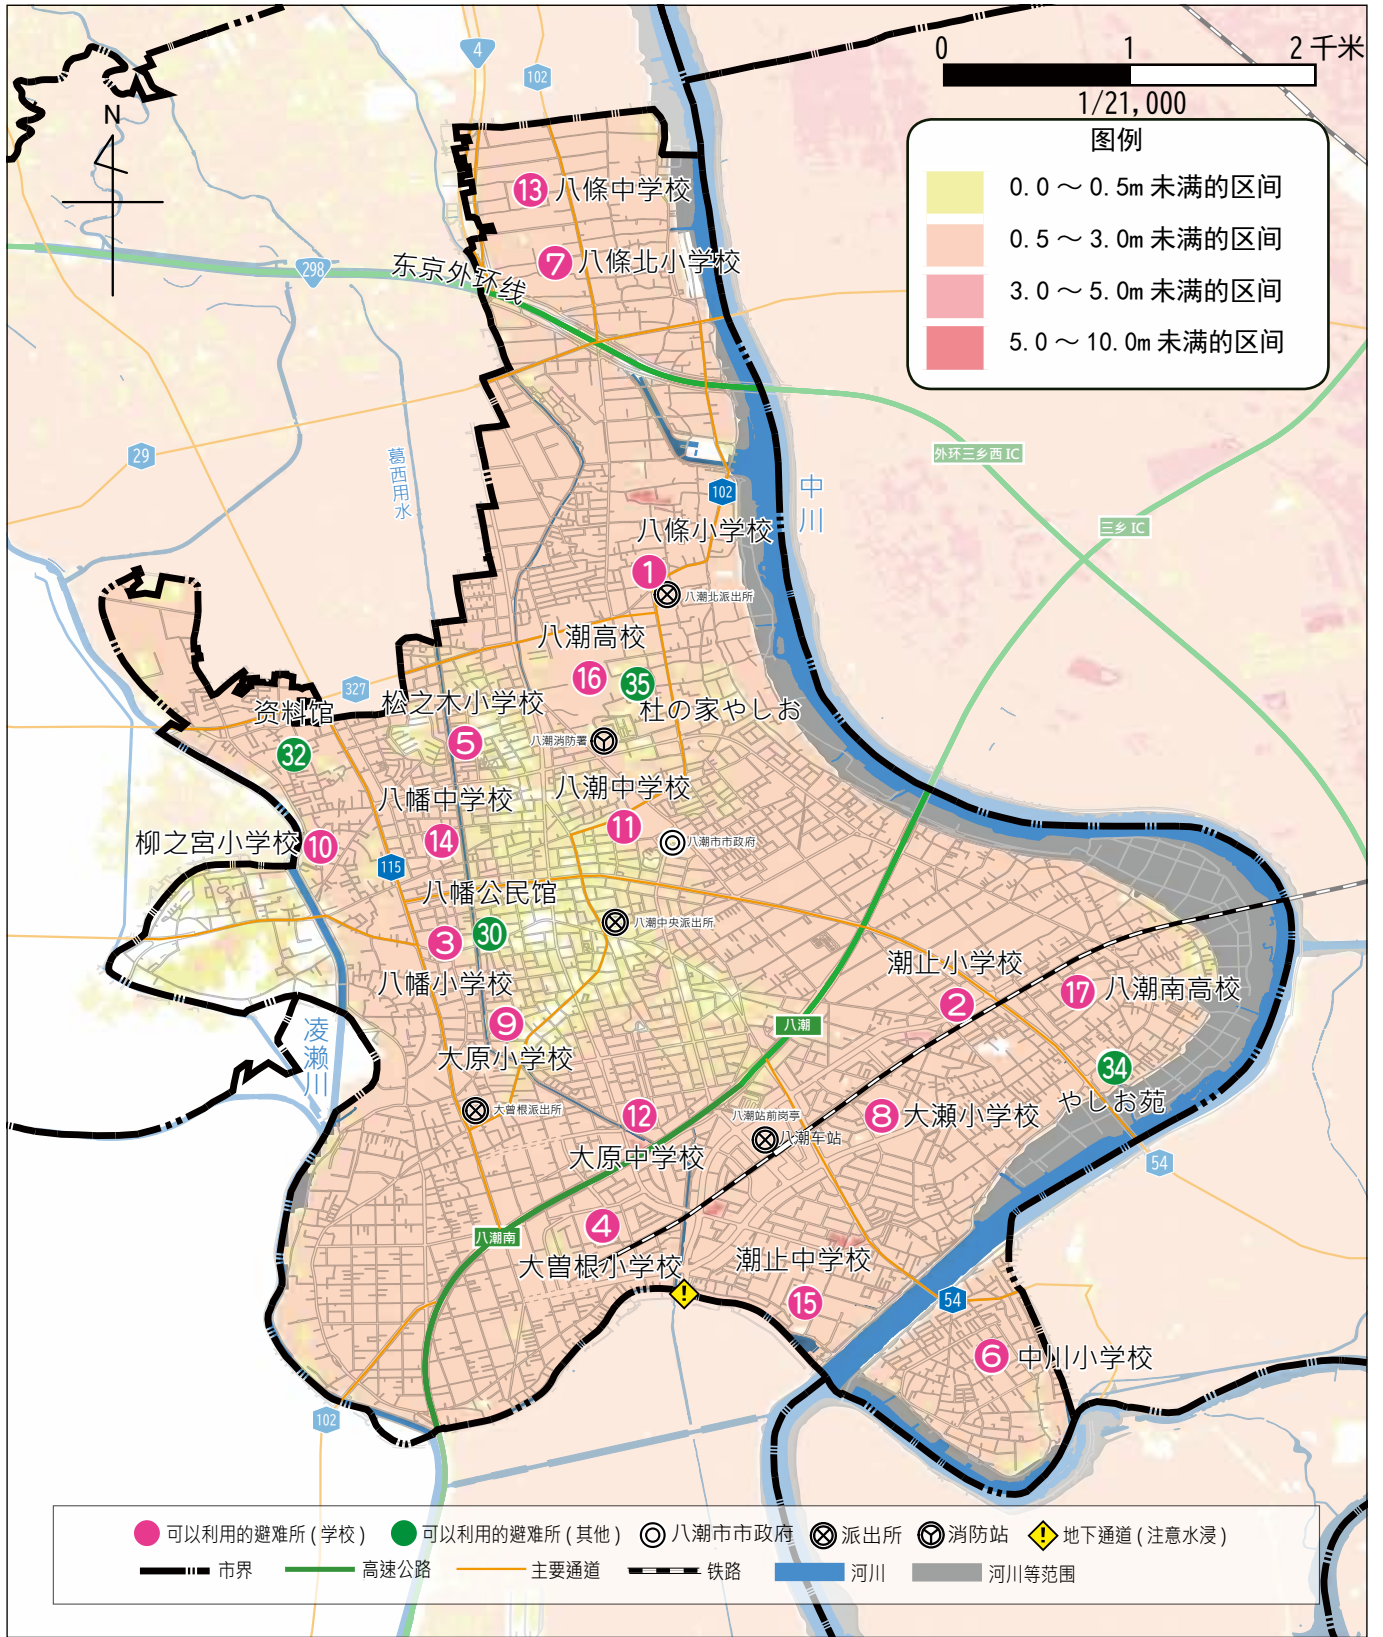 0 1 2 千米
1/21,000
图例
0.0 ～ 0.5m 未满的区间
0.5 ～ 3.0m 未满的区间
3.0 ～ 5.0m 未满的区间
5.0 ～ 10.0m 未满的区间
N
4
102
13 八條中学校
7 八條北小学校
东京外环线
298
29
葛西用水
外环三乡西 IC
三乡 IC
中川
102
八條小学校
1
八潮北派出所
八潮高校
16
35
杜の家やしお
327
资料馆
32
松之木小学校
5
八潮消防署
八潮中学校
11
八潮市市政府
八幡中学校
14
柳之宮小学校
10
115
八幡公民馆
30
3
八幡小学校
八潮中央派出所
潮止小学校
2
17 八潮南高校
9
大原小学校
八潮
凌濑川
34
やしお苑
大曾根派出所
12
大原中学校
八潮站前岗亭
八潮车站
8 大瀬小学校
54
4
八潮南
大曽根小学校
潮止中学校
15
54
6 中川小学校
102
可以利用的避难所 ( 学校 )
可以利用的避难所 ( 其他 )
八潮市市政府
派出所
消防站
地下通道 ( 注意水浸 )
市界
高速公路
主要通道
铁路
河川
河川等范围